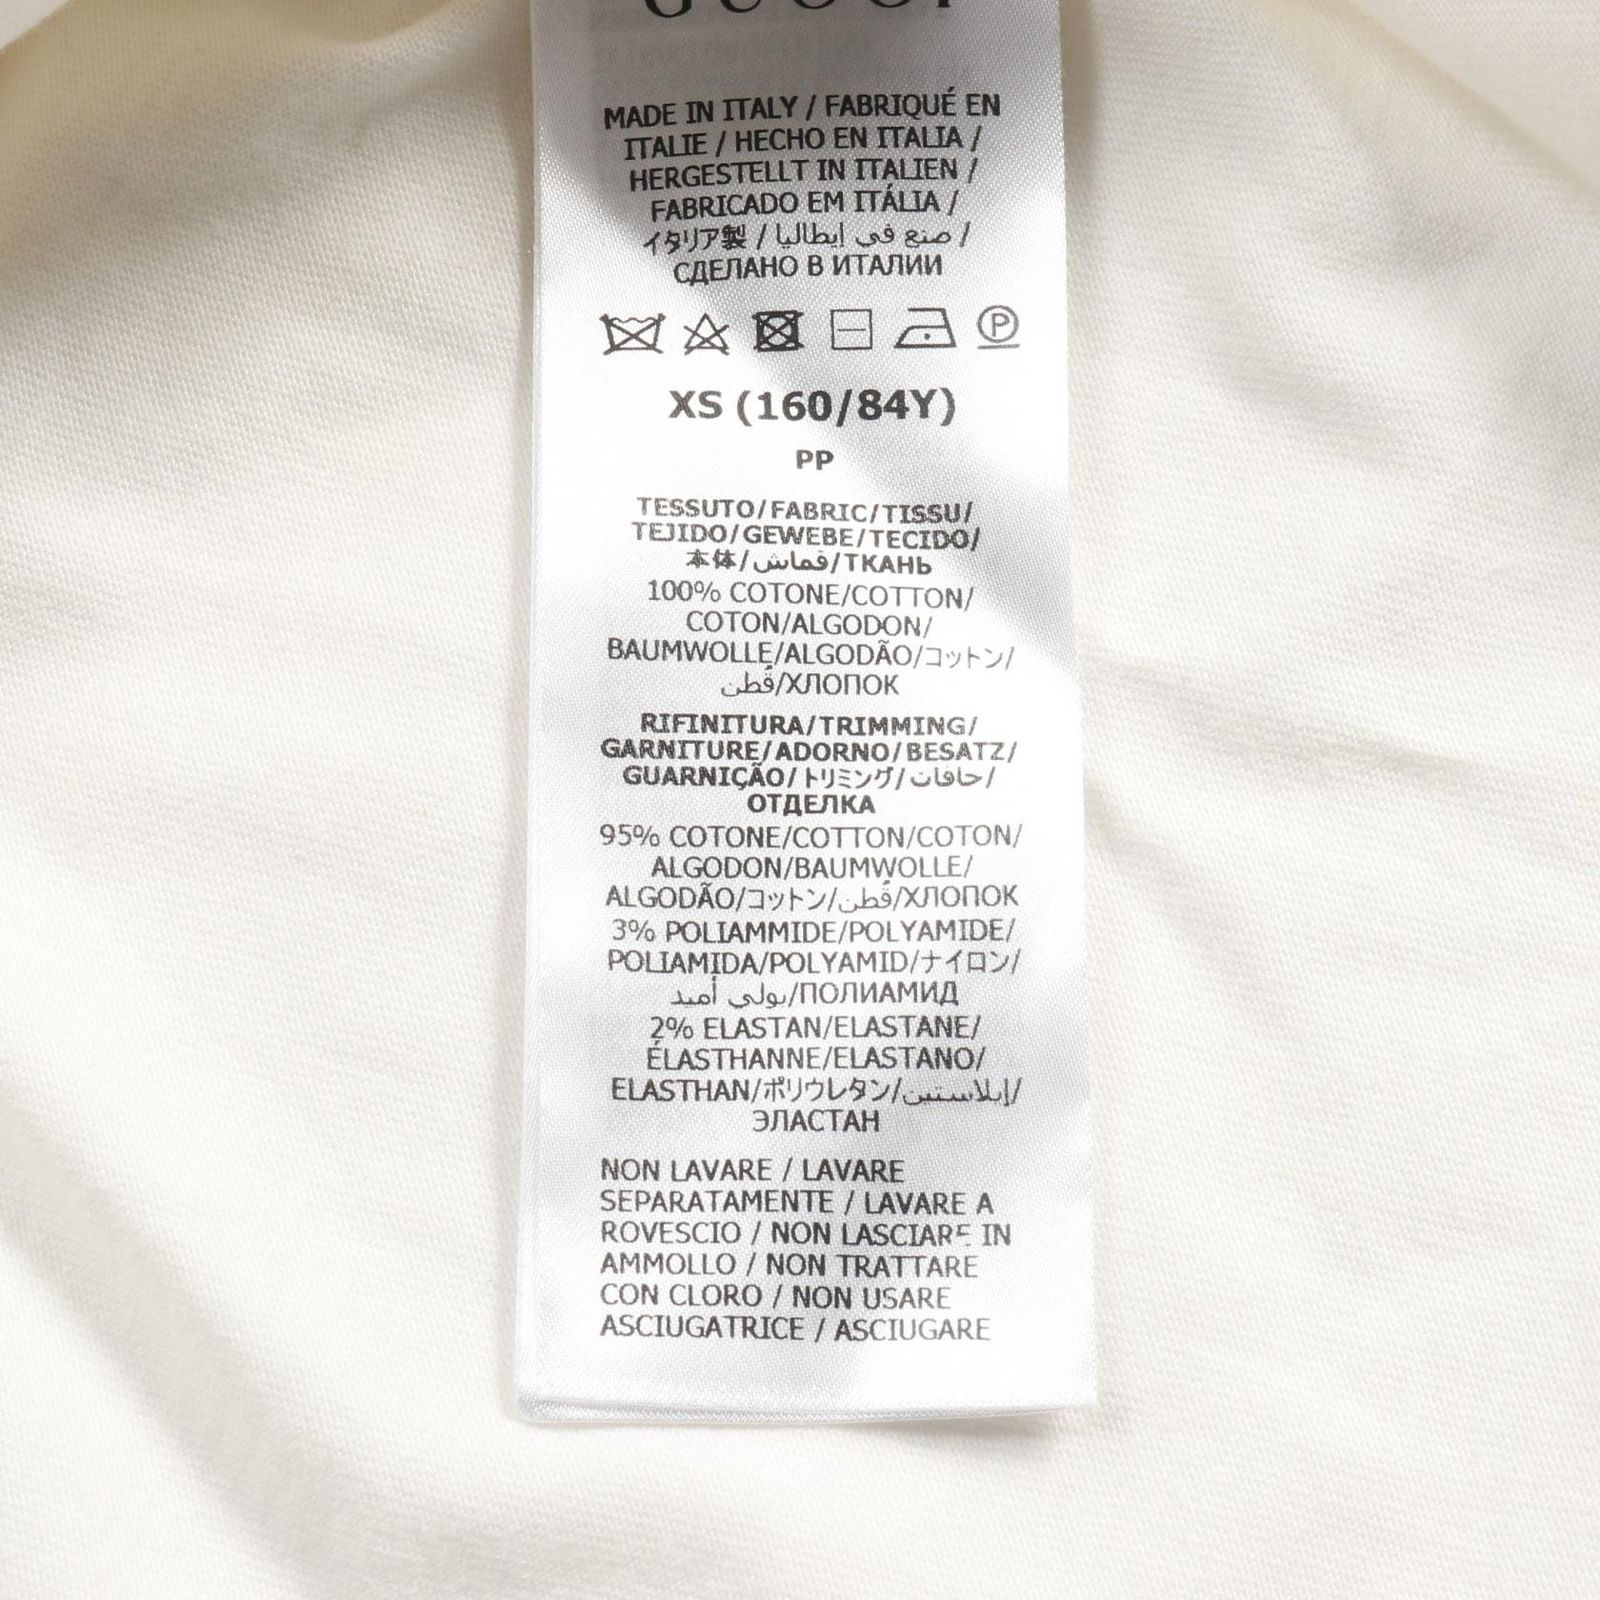 GUCCI
MADE IN ITALY / FABRIQUÉ EN
ITALIE / HECHO EN ITALIA /
HERGESTELLT IN ITALIEN /
FABRICADO EM ITÁLIA /
イタリア製 / صنع في إيطاليا /
СДЕЛАНО В ИТАЛИИ
P
XS (160/84Y)
PP
TESSUTO/FABRIC/TISSU/
TEJIDO/GEWEBE/TECIDO/
本体/قماش/ТКАНЬ
100% COTONE/COTTON/
COTON/ALGODON/
BAUMWOLLE/ALGODÃO/コットン/
قُطن/ХЛОПОК
RIFINITURA/TRIMMING/
GARNITURE/ADORNO/BESATZ/
GUARNIÇÃO/トリミング/حافات/
ОТДЕЛКА
95% COTONE/COTTON/COTON/
ALGODON/BAUMWOLLE/
ALGODÃO/コットン/قُطن/ХЛОПОК
3% POLIAMMIDE/POLYAMIDE/
POLIAMIDA/POLYAMID/ナイロン/
بولي أميد/ПОЛИАМИД
2% ELASTAN/ELASTANE/
ÉLASTHANNE/ELASTANO/
ELASTHAN/ポリウレタン/إيلاستين/
ЭЛАСТАН
NON LAVARE / LAVARE
SEPARATAMENTE / LAVARE A
ROVESCIO / NON LASCIARE IN
AMMOLLO / NON TRATTARE
CON CLORO / NON USARE
ASCIUGATRICE / ASCIUGARE